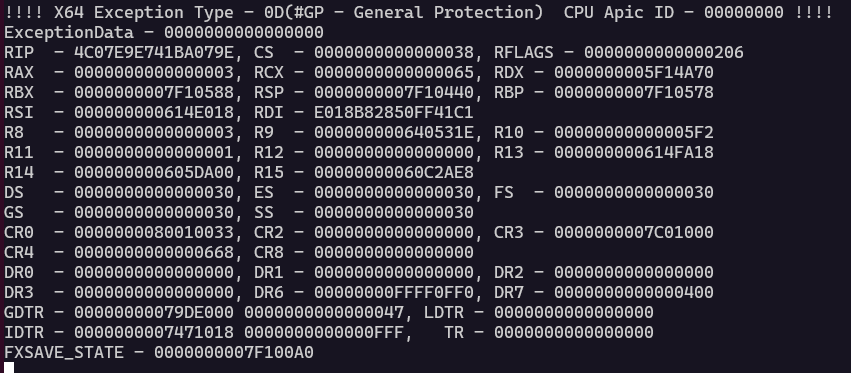 !!!! X64 Exception Type - 0D(#GP - General Protection)  CPU Apic ID - 00000000 !!!!
ExceptionData - 0000000000000000
RIP  - 4C07E9E741BA079E, CS  - 0000000000000038, RFLAGS - 0000000000000206
RAX  - 0000000000000003, RCX - 0000000000000065, RDX - 0000000005F14A70
RBX  - 0000000007F10588, RSP - 0000000007F10440, RBP - 0000000007F10578
RSI  - 000000000614E018, RDI - E018B82850FF41C1
R8   - 0000000000000003, R9  - 000000000640531E, R10 - 00000000000005F2
R11  - 0000000000000001, R12 - 0000000000000000, R13 - 000000000614FA18
R14  - 000000000605DA00, R15 - 00000000060C2AE8
DS   - 0000000000000030, ES  - 0000000000000030, FS  - 0000000000000030
GS   - 0000000000000030, SS  - 0000000000000030
CR0  - 0000000080010033, CR2 - 0000000000000000, CR3 - 0000000007C01000
CR4  - 0000000000000668, CR8 - 0000000000000000
DR0  - 0000000000000000, DR1 - 0000000000000000, DR2 - 0000000000000000
DR3  - 0000000000000000, DR6 - 00000000FFFF0FF0, DR7 - 0000000000000400
GDTR - 00000000079DE000 0000000000000047, LDTR - 0000000000000000
IDTR - 0000000007471018 0000000000000FFF,   TR - 0000000000000000
FXSAVE_STATE - 0000000007F100A0